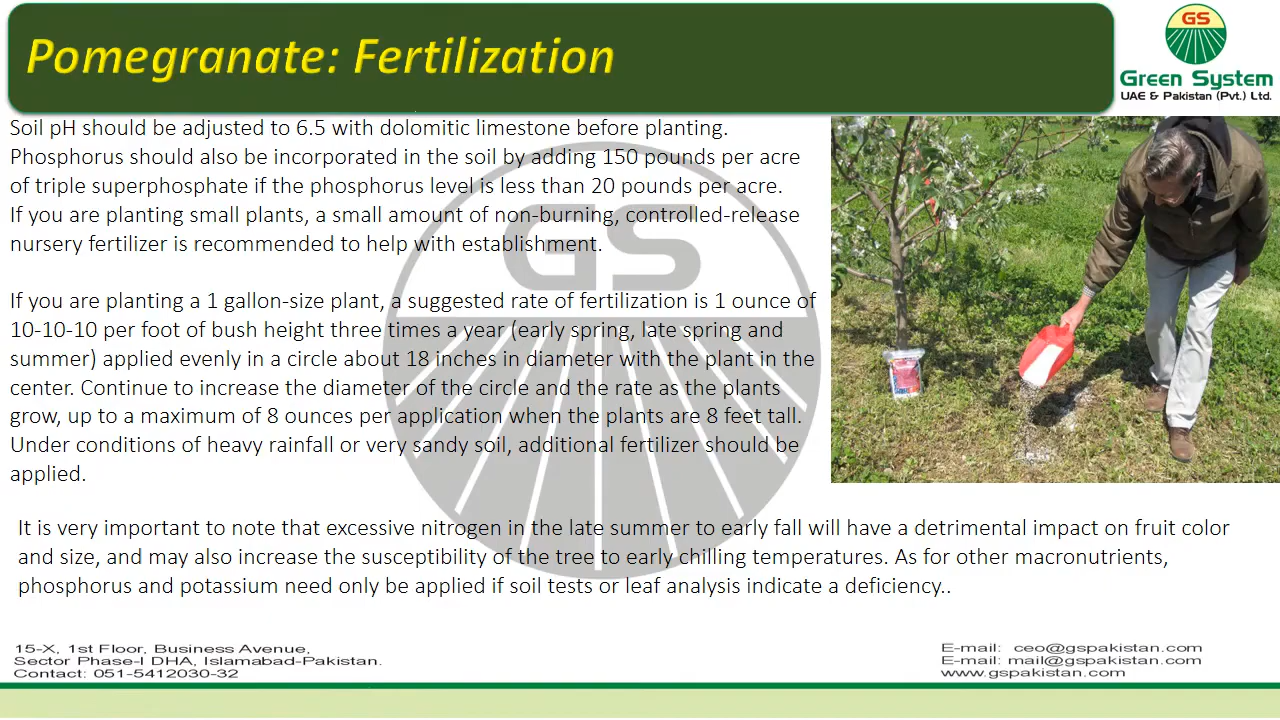 Pomegranate: Fertilization
GS
Green System
UAE & Pakistan (Pvt.) Ltd.
Soil pH should be adjusted to 6.5 with dolomitic limestone before planting.
Phosphorus should also be incorporated in the soil by adding 150 pounds per acre
of triple superphosphate if the phosphorus level is less than 20 pounds per acre.
If you are planting small plants, a small amount of non-burning, controlled-release
nursery fertilizer is recommended to help with establishment.
GS
If you are planting a 1 gallon-size plant, a suggested rate of fertilization is 1 ounce of
10-10-10 per foot of bush height three times a year (early spring, late spring and
summer) applied evenly in a circle about 18 inches in diameter with the plant in the
center. Continue to increase the diameter of the circle and the rate as the plants
grow, up to a maximum of 8 ounces per application when the plants are 8 feet tall.
Under conditions of heavy rainfall or very sandy soil, additional fertilizer should be
applied.
It is very important to note that excessive nitrogen in the late summer to early fall will have a detrimental impact on fruit color
and size, and may also increase the susceptibility of the tree to early chilling temperatures. As for other macronutrients,
phosphorus and potassium need only be applied if soil tests or leaf analysis indicate a deficiency..
15-X, 1st Floor, Business Avenue,
Sector Phase-I DHA, Islamabad-Pakistan.
Contact: 051-5412030-32
E-mail: ceo@gspakistan.com
E-mail: mail@gspakistan.com
www.gspakistan.com